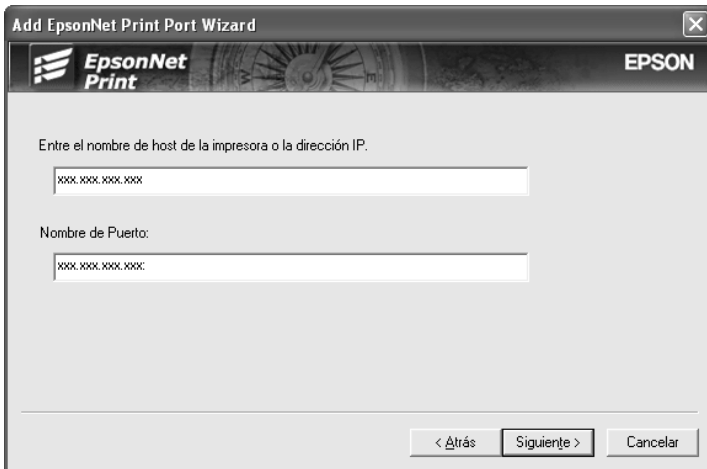 Add EpsonNet Print Port Wizard
EpsonNet
Print
EPSON
W
E
Entre el nombre de host de la impresora o la dirección IP.
xxx.xxx.xxx.xxx
Nombre de Puerto:
xxx.xxx.xxx.xxx:
< Atrás
Siguiente >
Cancelar